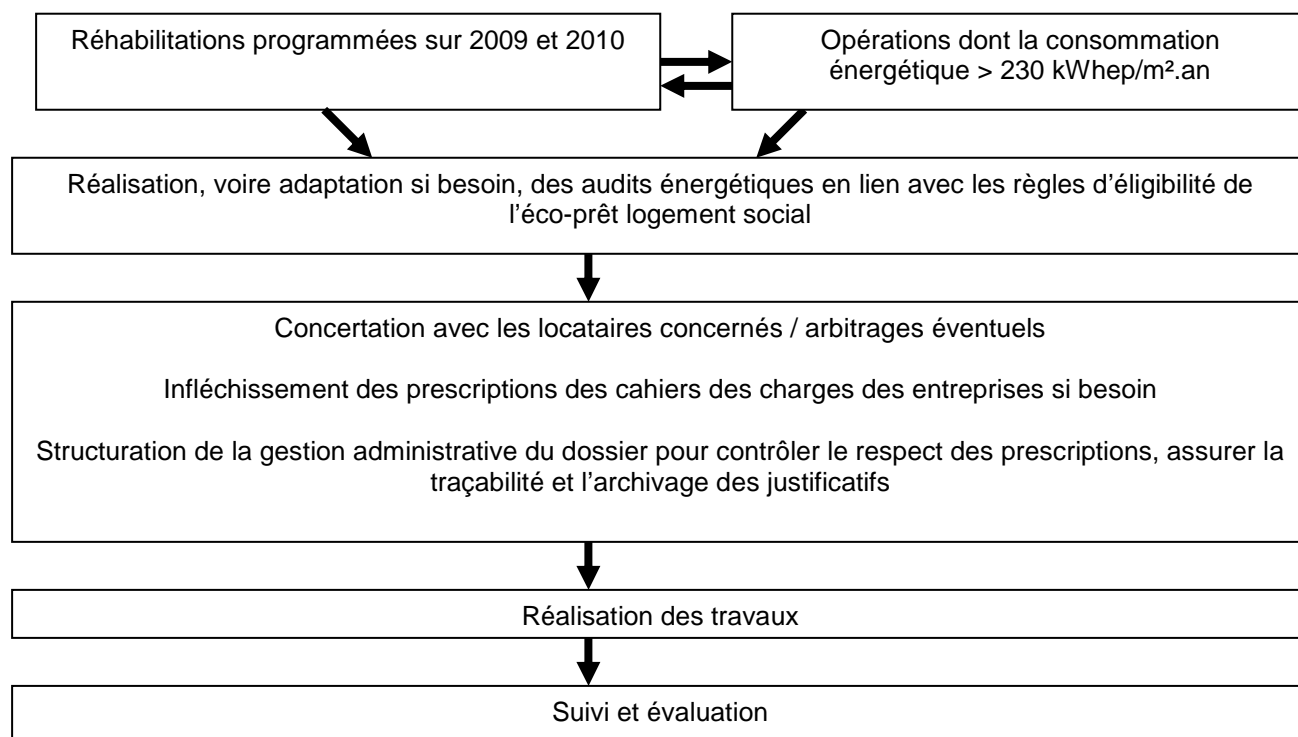 Réhabilitations programmées sur 2009 et 2010
Opérations dont la consommation
énergétique > 230 kWhep/m².an
Réalisation, voire adaptation si besoin, des audits énergétiques en lien avec les règles d’éligibilité de
l’éco-prêt logement social
Concertation avec les locataires concernés / arbitrages éventuels
Infléchissement des prescriptions des cahiers des charges des entreprises si besoin
Structuration de la gestion administrative du dossier pour contrôler le respect des prescriptions, assurer la
traçabilité et l’archivage des justificatifs
Réalisation des travaux
Suivi et évaluation